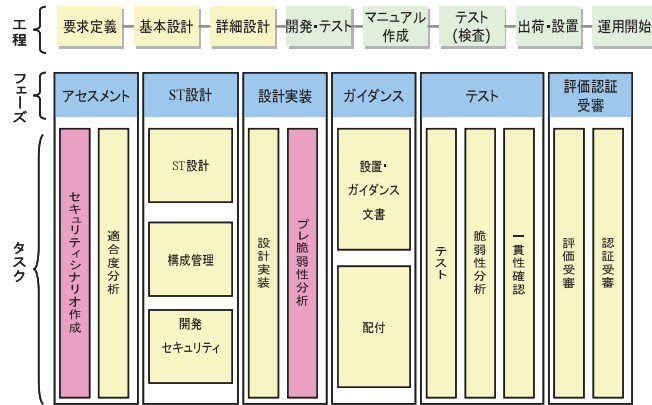 工程
要求定義
基本設計
詳細設計
開発・テスト
マニュアル
作成
テスト
(検査)
出荷・設置
運用開始
フェーズ
アセスメント
ST設計
設計実装
ガイダンス
テスト
評価認証
受審
タスク
セキュリティシナリオ作成
適合度分析
ST設計
構成管理
開発
セキュリティ
設計実装
プレ脆弱性分析
設置・
ガイダンス
文書
配付
テスト
脆弱性分析
一貫性確認
評価受審
認証受審